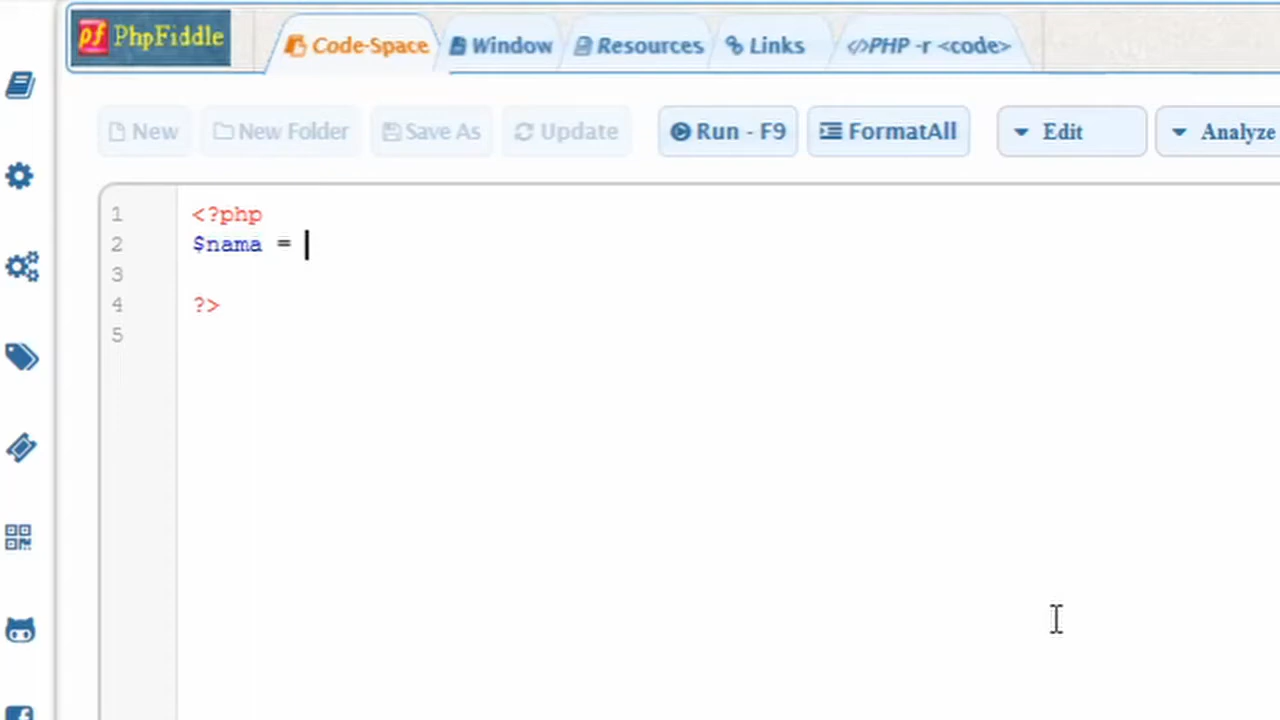 pf PhpFiddle
Code-Space
Window
Resources
Links
</>PHP -r <code>
New
New Folder
Save As
Update
Run - F9
FormatAll
Edit
Analyze
1 <?php
2 $nama =
3
4 ?>
5